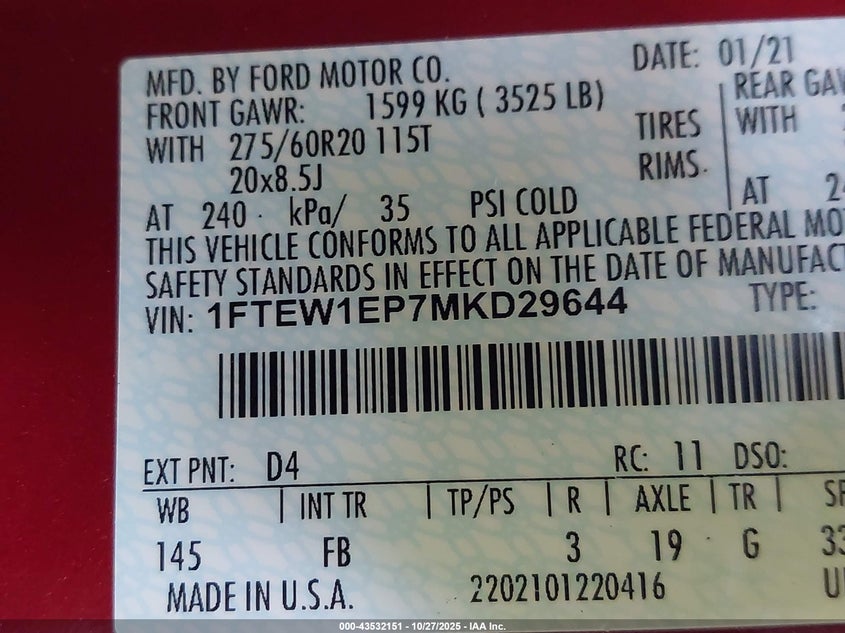 MFD. BY FORD MOTOR CO. DATE: 01/21
FRONT GAWR: 1599 KG ( 3525 LB) REAR
WITH 275/60R20 115T TIRES WITH
20x8.5J RIMS.
AT 240 kPa/ 35 PSI COLD AT
THIS VEHICLE CONFORMS TO ALL APPLICABLE FEDERAL
SAFETY STANDARDS IN EFFECT ON THE DATE OF
VIN: 1FTEW1EP7MKD29644 TYPE:
EXT PNT: D4 RC: 11 DSO:
WB | INT TR | TP/PS | R | AXLE | TR |
145 FB 3 19 G
MADE IN U.S.A. 2202101220416
000-43532151 - 10/27/2025 - IAA Inc.